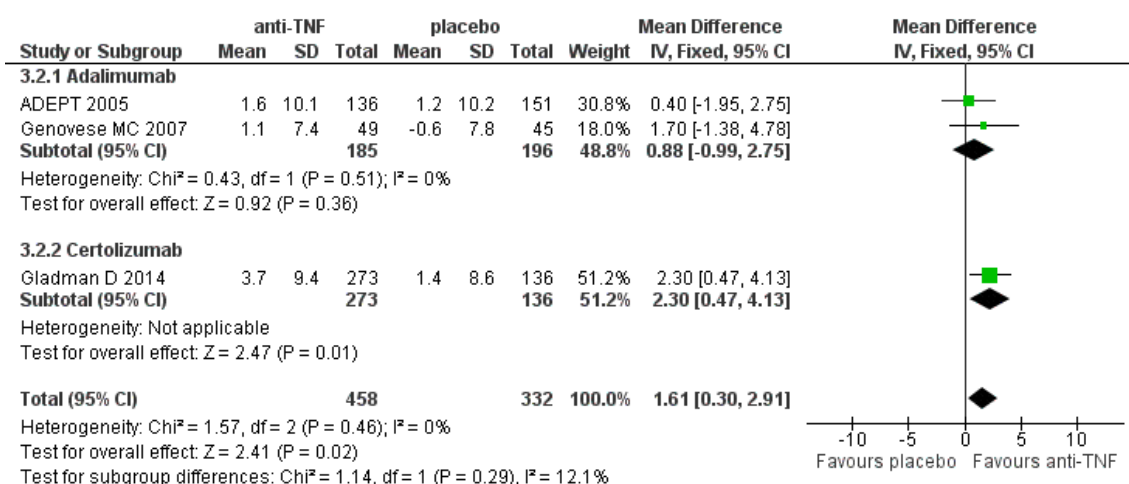 anti-TNF placebo Mean Difference Mean Difference
Study or Subgroup Mean SD Total Mean SD Total Weight IV, Fixed, 95% CI IV, Fixed, 95% CI
3.2.1 Adalimumab
ADEPT 2005 1.6 10.1 136 1.2 10.2 151 30.8% 0.40 [-1.95, 2.75]
Genovese MC 2007 1.1 7.4 49 -0.6 7.8 45 18.0% 1.70 [-1.38, 4.78]
Subtotal (95% CI) 185 196 48.8% 0.88 [-0.99, 2.75]
Heterogeneity: Chi² = 0.43, df = 1 (P = 0.51); I² = 0%
Test for overall effect: Z = 0.92 (P = 0.36)
3.2.2 Certolizumab
Gladman D 2014 3.7 9.4 273 1.4 8.6 136 51.2% 2.30 [0.47, 4.13]
Subtotal (95% CI) 273 136 51.2% 2.30 [0.47, 4.13]
Heterogeneity: Not applicable
Test for overall effect: Z = 2.47 (P = 0.01)
Total (95% CI) 458 332 100.0% 1.61 [0.30, 2.91]
Heterogeneity: Chi² = 1.57, df = 2 (P = 0.46); I² = 0%
Test for overall effect: Z = 2.41 (P = 0.02)
Test for subgroup differences: Chi² = 1.14, df = 1 (P = 0.29), I² = 12.1%
-10 -5 0 5 10
Favours placebo Favours anti-TNF